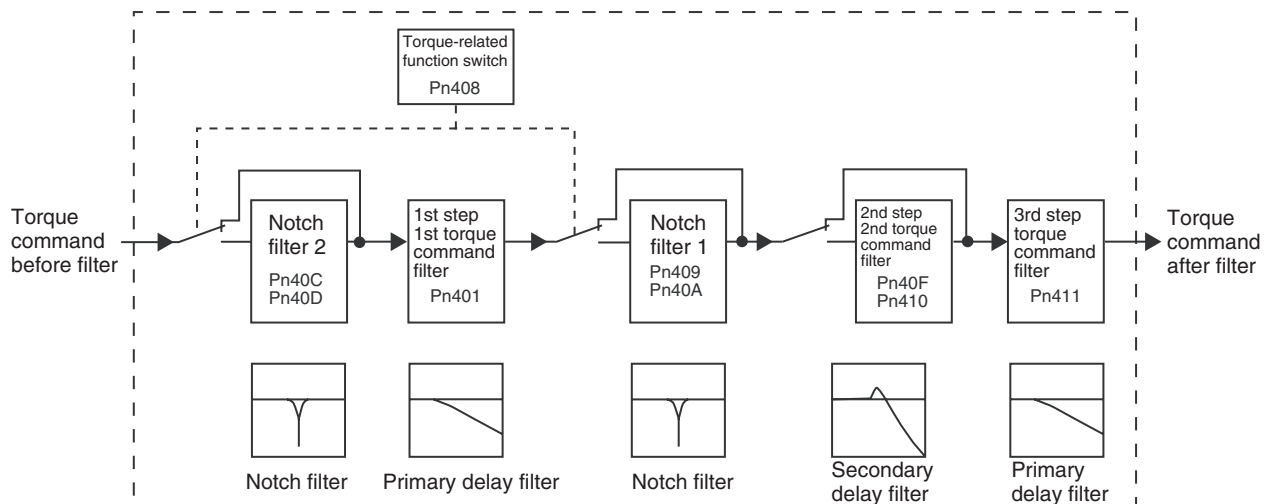 Torque-related
function switch
Pn408
Torque
command
before filter
Notch
filter 2
Pn40C
Pn40D
1st step
1st torque
command
filter
Pn401
Notch
filter 1
Pn409
Pn40A
2nd step
2nd torque
command
filter
Pn40F
Pn410
3rd step
torque
command
filter
Pn411
Torque
command
after filter
Notch filter
Primary delay filter
Notch filter
Secondary
delay filter
Primary
delay filter